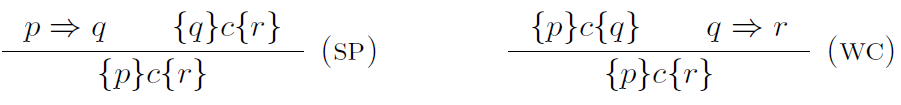 p ⇒ q {q}c{r} (SP) {p}c{q} q ⇒ r (WC)
{p}c{r} {p}c{r}